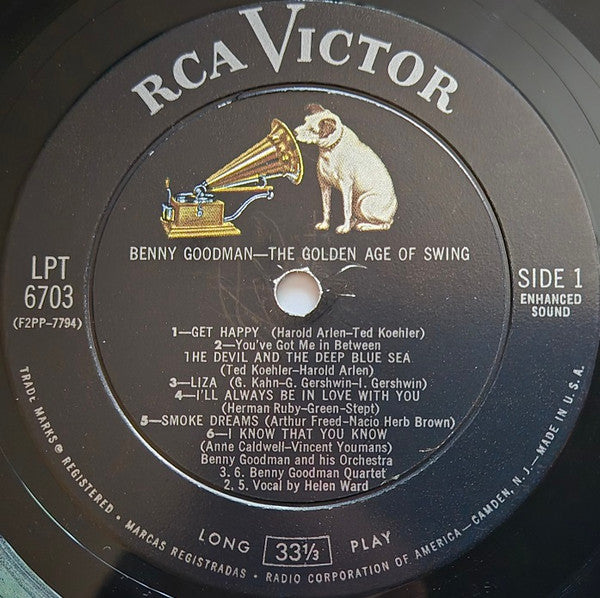 RCA VICTOR
BENNY GOODMAN—THE GOLDEN AGE OF SWING
LPT
6703
(F2PP-7794)
SIDE 1
ENHANCED
SOUND
1—GET HAPPY (Harold Arlen–Ted Koehler)
2—You've Got Me in Between
THE DEVIL AND THE DEEP BLUE SEA
(Ted Koehler–Harold Arlen)
3—LIZA (G. Kahn–G. Gershwin–I. Gershwin)
4—I'LL ALWAYS BE IN LOVE WITH YOU
(Herman Ruby–Green–Stept)
5—SMOKE DREAMS (Arthur Freed–Nacio Herb Brown)
6—I KNOW THAT YOU KNOW
(Anne Caldwell–Vincent Youmans)
Benny Goodman and his Orchestra
3. 6. Benny Goodman Quartet
2. 5. Vocal by Helen Ward
LONG 33⅓ PLAY
TRADE MARKS ® REGISTERED • MARCAS REGISTRADAS • RADIO CORPORATION OF AMERICA—CAMDEN, N. J.—MADE IN U.S.A.